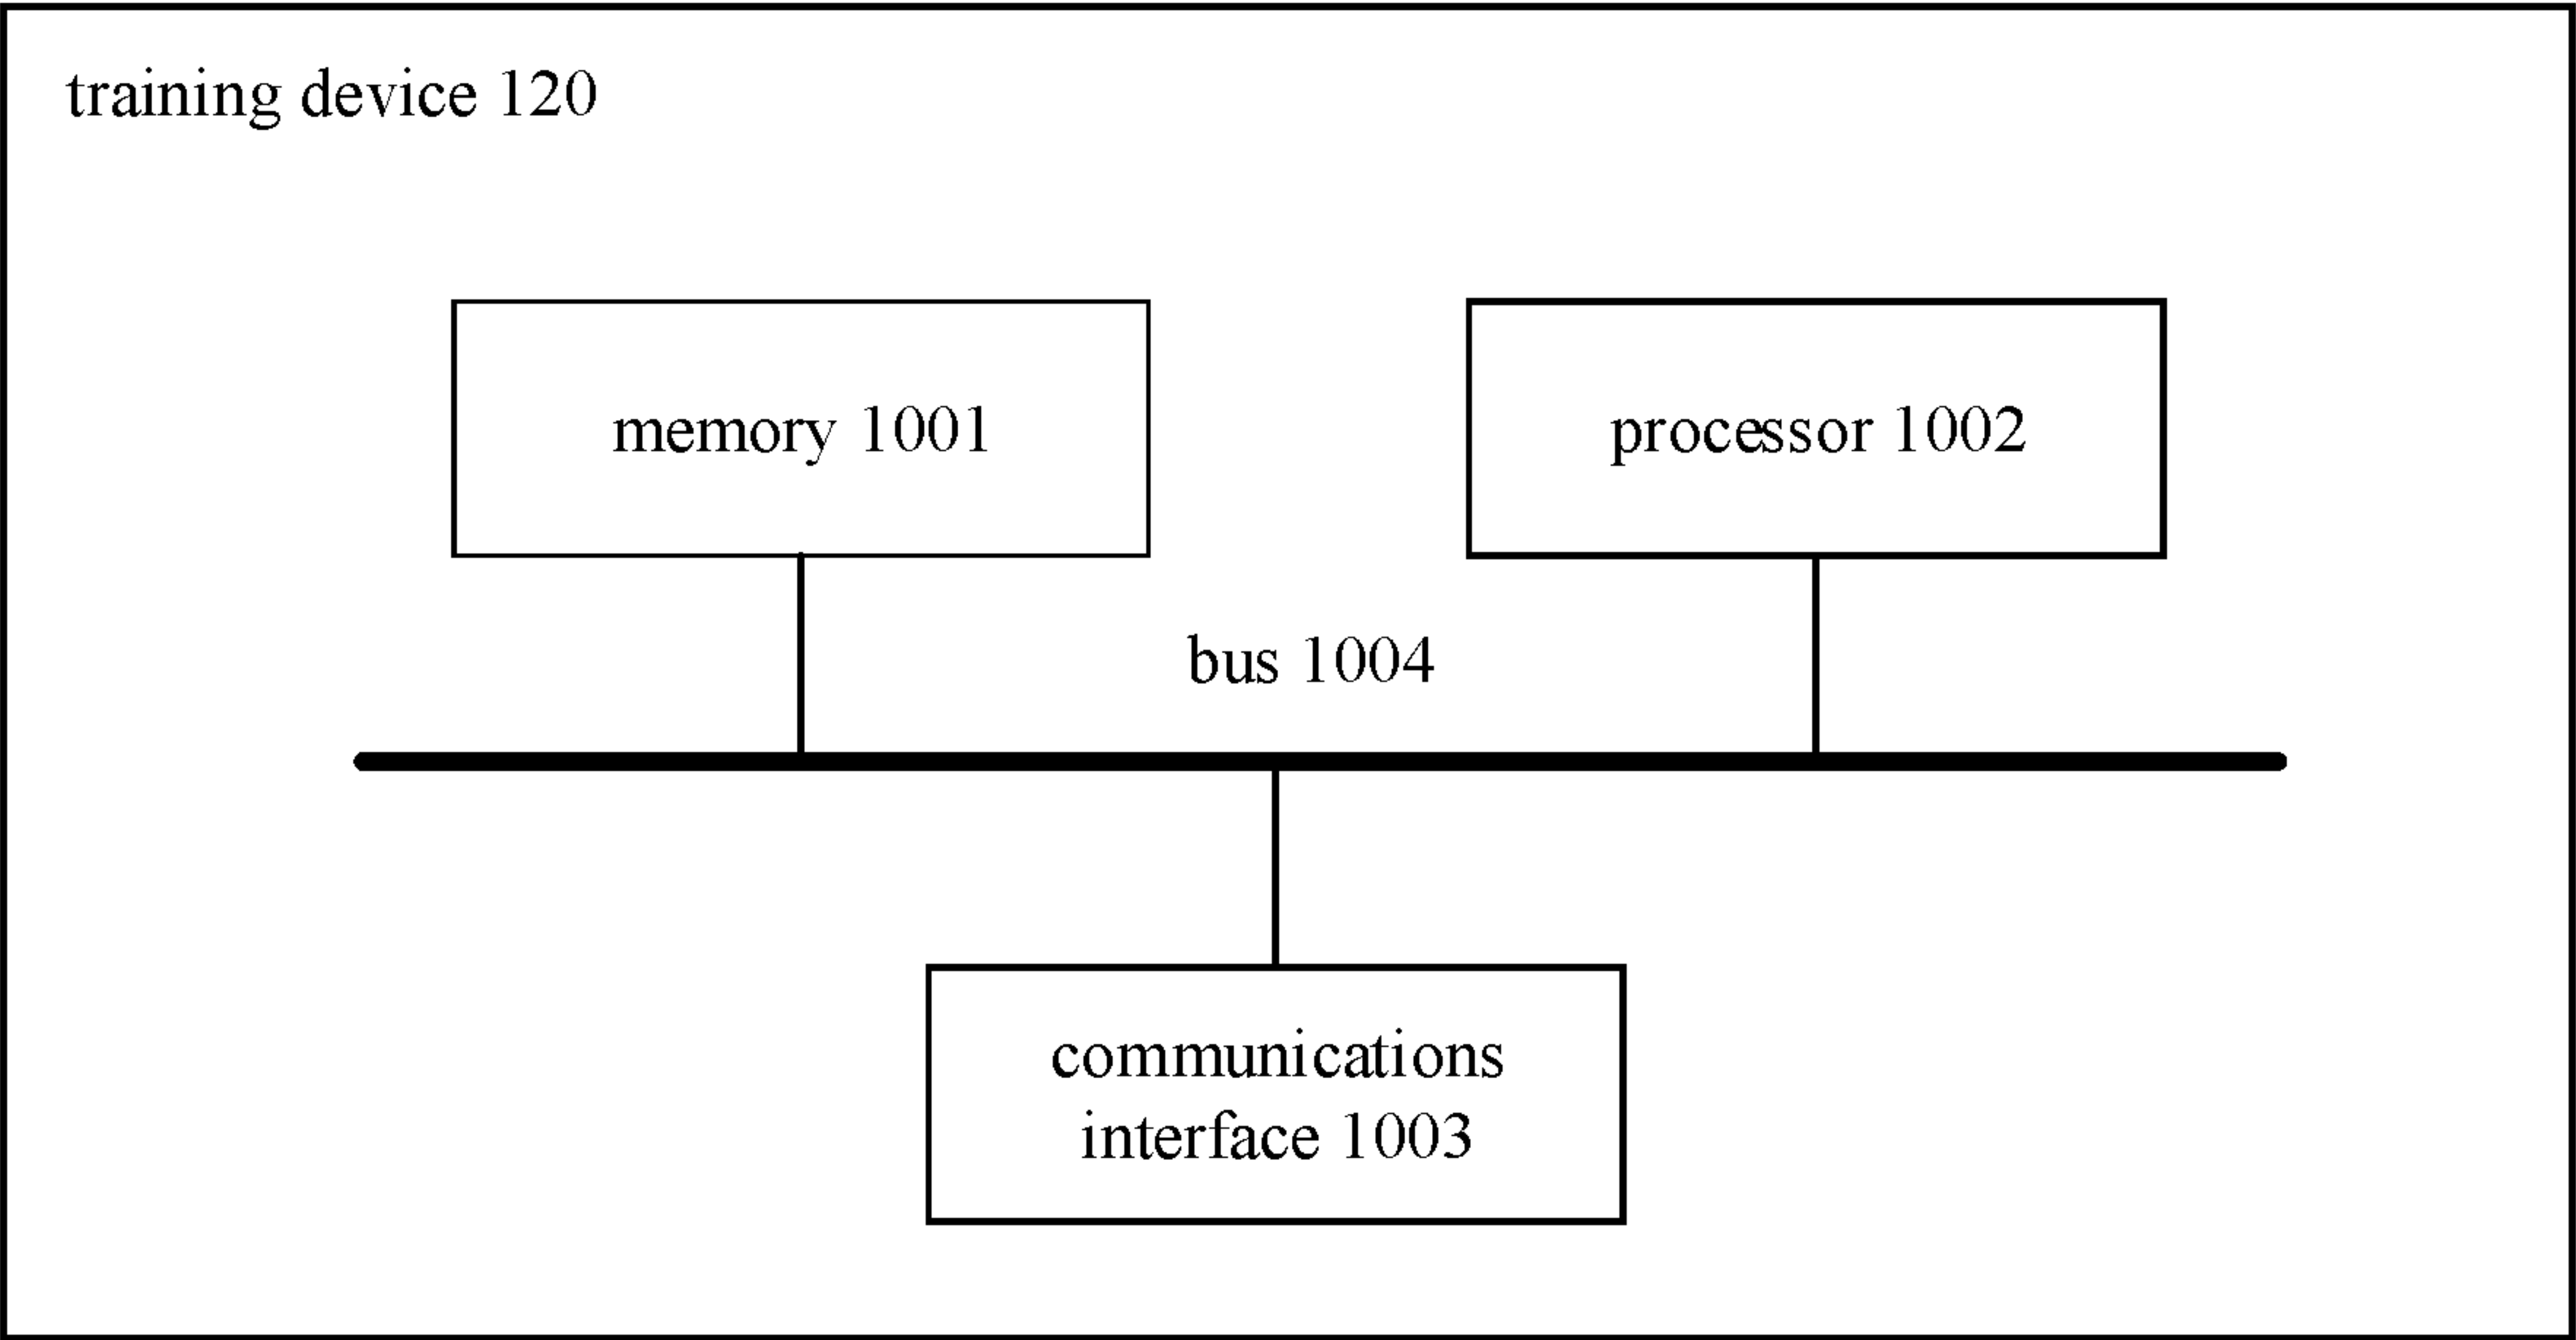 training device 120
memory 1001
processor 1002
bus 1004
communications
interface 1003